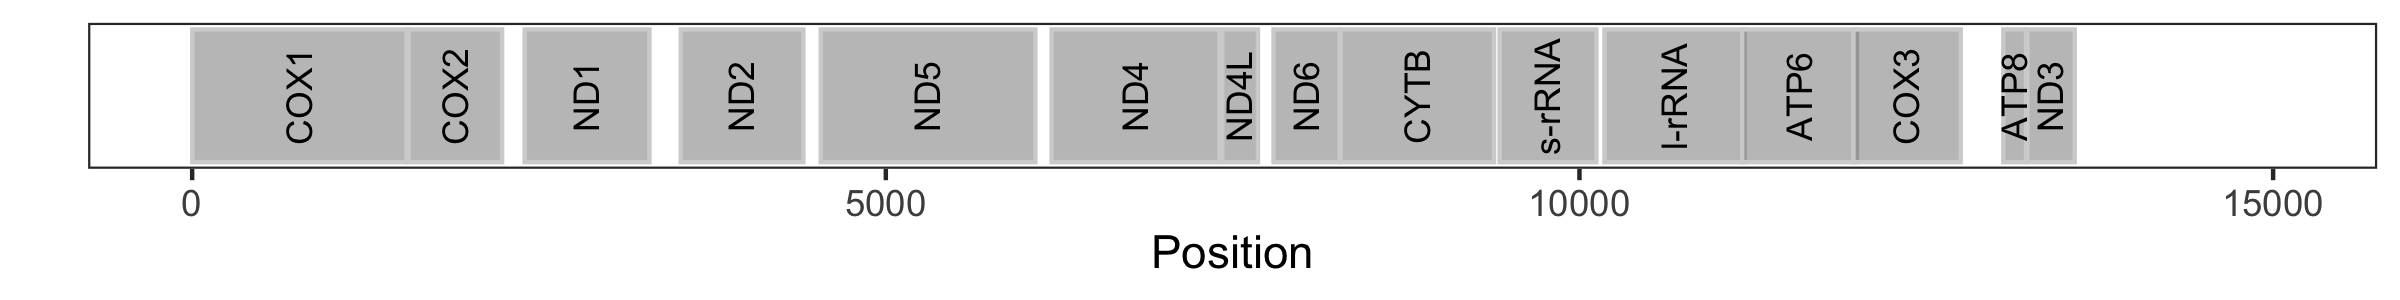 COX1
COX2
ND1
ND2
ND5
ND4
ND4L
ND6
CYTB
s-rRNA
l-rRNA
ATP6
COX3
ATP8
ND3
0
5000
10000
15000
Position